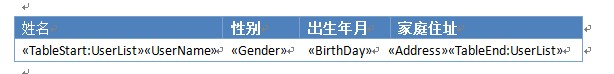 姓名 性别 出生年月 家庭住址
«TableStart:UserList»«UserName» «Gender» «BirthDay» «Address»«TableEnd:UserList»